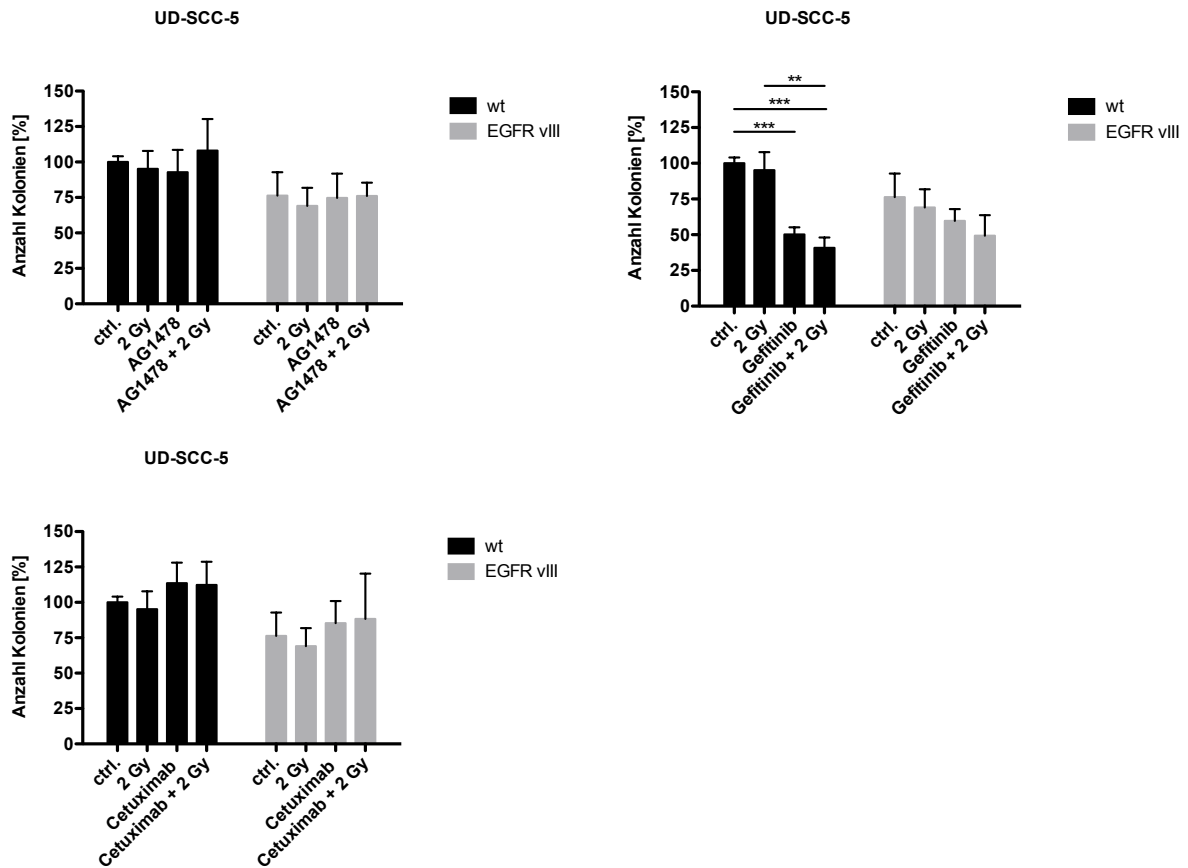 UD-SCC-5
Anzahl Kolonien [%]
150
125
100
75
50
25
0
ctrl.
2 Gy
AG1478
AG1478 + 2 Gy
ctrl.
2 Gy
AG1478
AG1478 + 2 Gy
wt
EGFR vIII
UD-SCC-5
Anzahl Kolonien [%]
150
125
100
75
50
25
0
**
***
***
ctrl.
2 Gy
Gefitinib
Gefitinib + 2 Gy
ctrl.
2 Gy
Gefitinib
Gefitinib + 2 Gy
wt
EGFR vIII
UD-SCC-5
Anzahl Kolonien [%]
150
125
100
75
50
25
0
ctrl.
2 Gy
Cetuximab
Cetuximab + 2 Gy
ctrl.
2 Gy
Cetuximab
Cetuximab + 2 Gy
wt
EGFR vIII